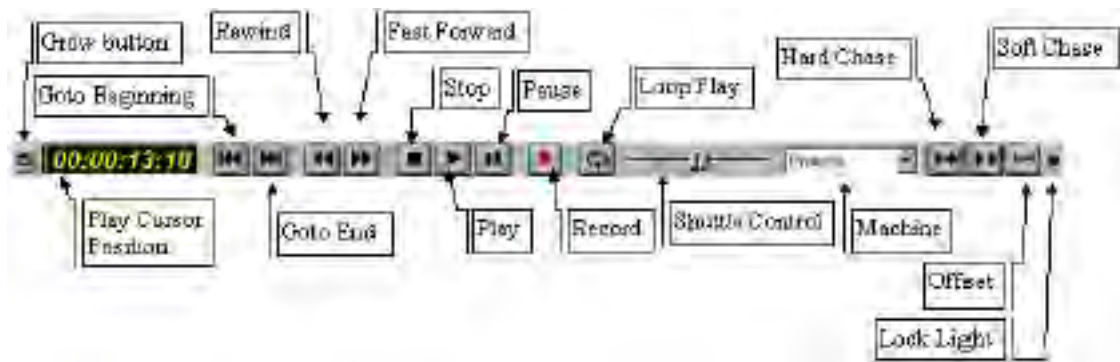 Grow button
Rewind
Fast Forward
Hard Chase
Soft Chase
Goto Beginning
Stop
Pause
Loop Play
00:00:13:18
Play Cursor
Position
Goto End
Play
Record
Shuttle Control
Machine
Offset
Lock Light